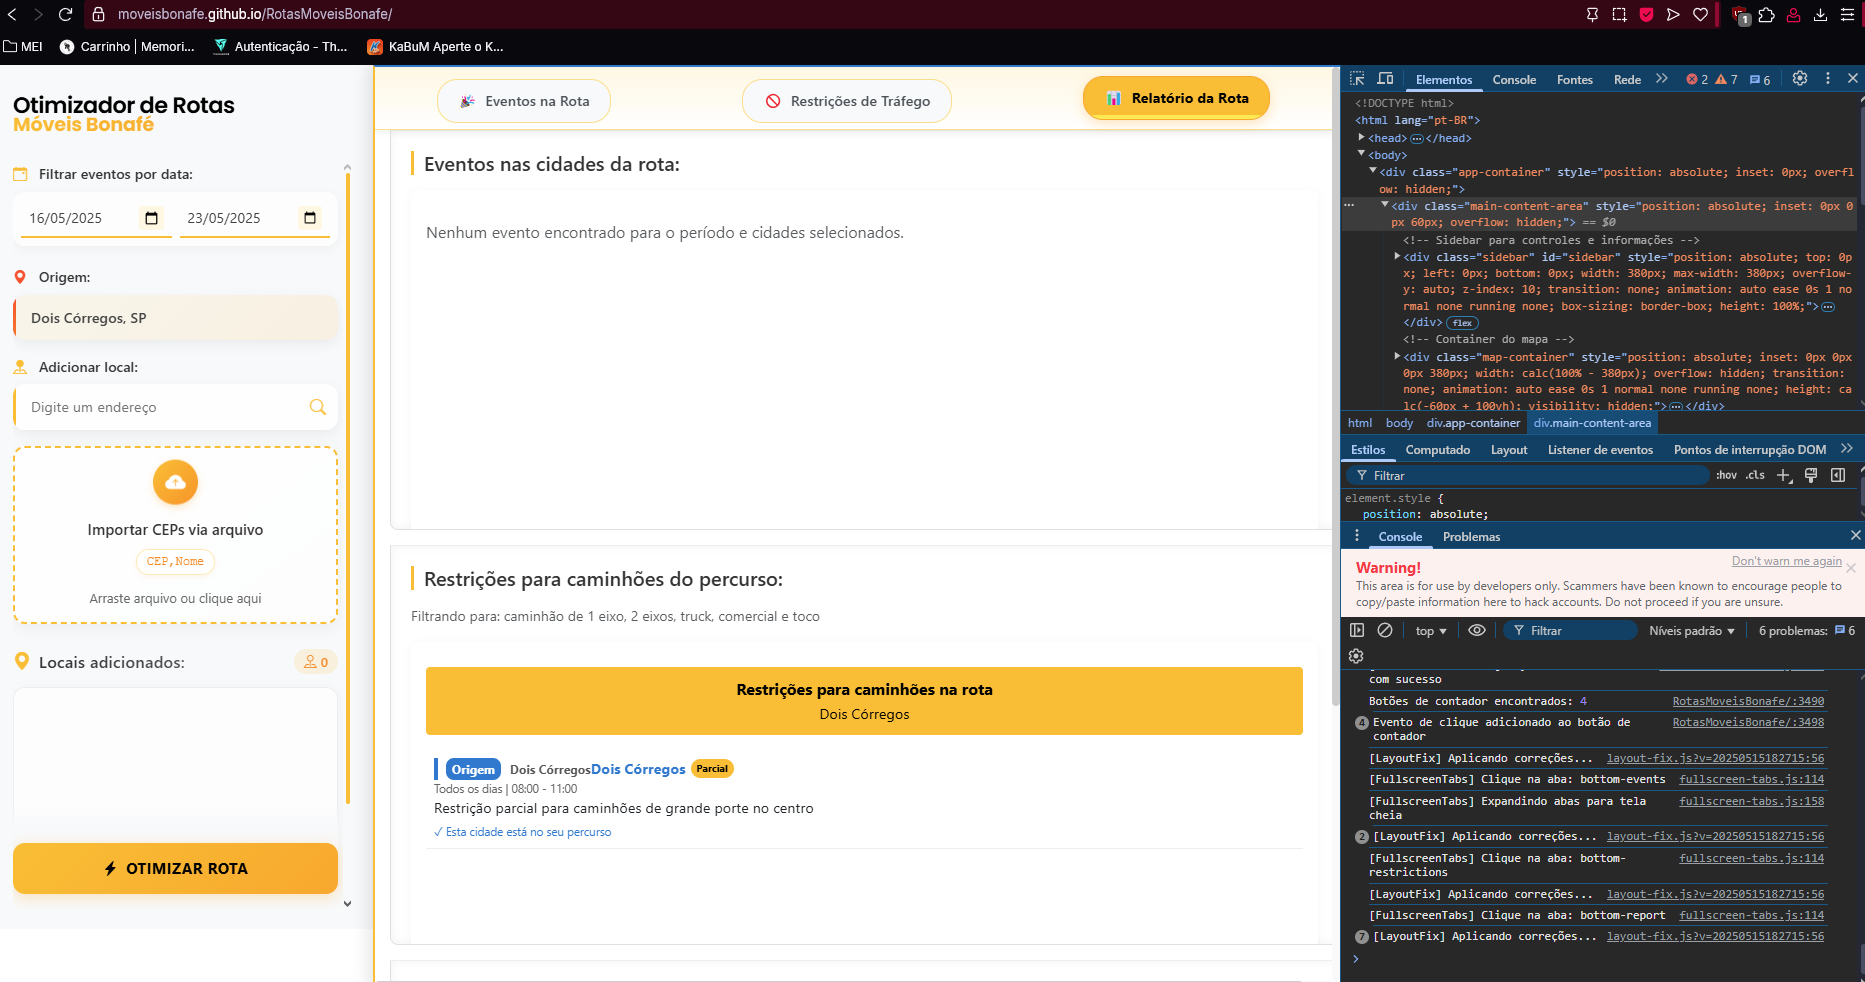 moveisbonafe.github.io/RotasMoveisBonafe/
1
MEI
Carrinho | Memori...
Autenticação - Th...
KaBuM Aperte o K...
Otimizador de Rotas
Móveis Bonafé
Filtrar eventos por data:
16/05/2025
23/05/2025
Origem:
Dois Córregos, SP
Adicionar local:
Digite um endereço
Importar CEPs via arquivo
CEP,Nome
Arraste arquivo ou clique aqui
Locais adicionados:
0
OTIMIZAR ROTA
Eventos na Rota
Restrições de Tráfego
Relatório da Rota
Eventos nas cidades da rota:
Nenhum evento encontrado para o período e cidades selecionados.
Restrições para caminhões do percurso:
Filtrando para: caminhão de 1 eixo, 2 eixos, truck, comercial e toco
Restrições para caminhões na rota
Dois Córregos
Origem Dois CórregosDois Córregos Parcial
Todos os dias | 08:00 - 11:00
Restrição parcial para caminhões de grande porte no centro
✓ Esta cidade está no seu percurso
Elementos Console Fontes Rede 2 7 6
<!DOCTYPE html>
<html lang="pt-BR">
<head> </head>
<body>
<div class="app-container" style="position: absolute; inset: 0px; overfl
ow: hidden;">
<div class="main-content-area" style="position: absolute; inset: 0px 0
px 60px; overflow: hidden;"> == $0
<!-- Sidebar para controles e informações -->
<div class="sidebar" id="sidebar" style="position: absolute; top: 0p
x; left: 0px; bottom: 0px; width: 380px; max-width: 380px; overflow-
y: auto; z-index: 10; transition: none; animation: auto ease 0s 1 no
rmal none running none; box-sizing: border-box; height: 100%;">
</div> flex
<!-- Container do mapa -->
<div class="map-container" style="position: absolute; inset: 0px 0px
0px 380px; width: calc(100% - 380px); overflow: hidden; transition:
none; animation: auto ease 0s 1 normal none running none; height: ca
lc(-60px + 100vh); visibility: hidden;"> </div>
html body div.app-container div.main-content-area
Estilos Computado Layout Listener de eventos Pontos de interrupção DOM
Filtrar
:hov .cls
element.style {
position: absolute;
Console Problemas
Don't warn me again
Warning!
This area is for use by developers only. Scammers have been known to encourage people to
copy/paste information here to hack accounts. Do not proceed if you are unsure.
top
Filtrar
Níveis padrão
6 problemas: 6
com sucesso
Botões de contador encontrados: 4 RotasMoveisBonafe/:3490
4 Evento de clique adicionado ao botão de RotasMoveisBonafe/:3498
contador
[LayoutFix] Aplicando correções... layout-fix.js?v=20250515182715:56
[FullscreenTabs] Clique na aba: bottom-events fullscreen-tabs.js:114
[FullscreenTabs] Expandindo abas para tela fullscreen-tabs.js:158
cheia
2 [LayoutFix] Aplicando correções... layout-fix.js?v=20250515182715:56
[FullscreenTabs] Clique na aba: bottom- fullscreen-tabs.js:114
restrictions
[LayoutFix] Aplicando correções... layout-fix.js?v=20250515182715:56
[FullscreenTabs] Clique na aba: bottom-report fullscreen-tabs.js:114
7 [LayoutFix] Aplicando correções... layout-fix.js?v=20250515182715:56